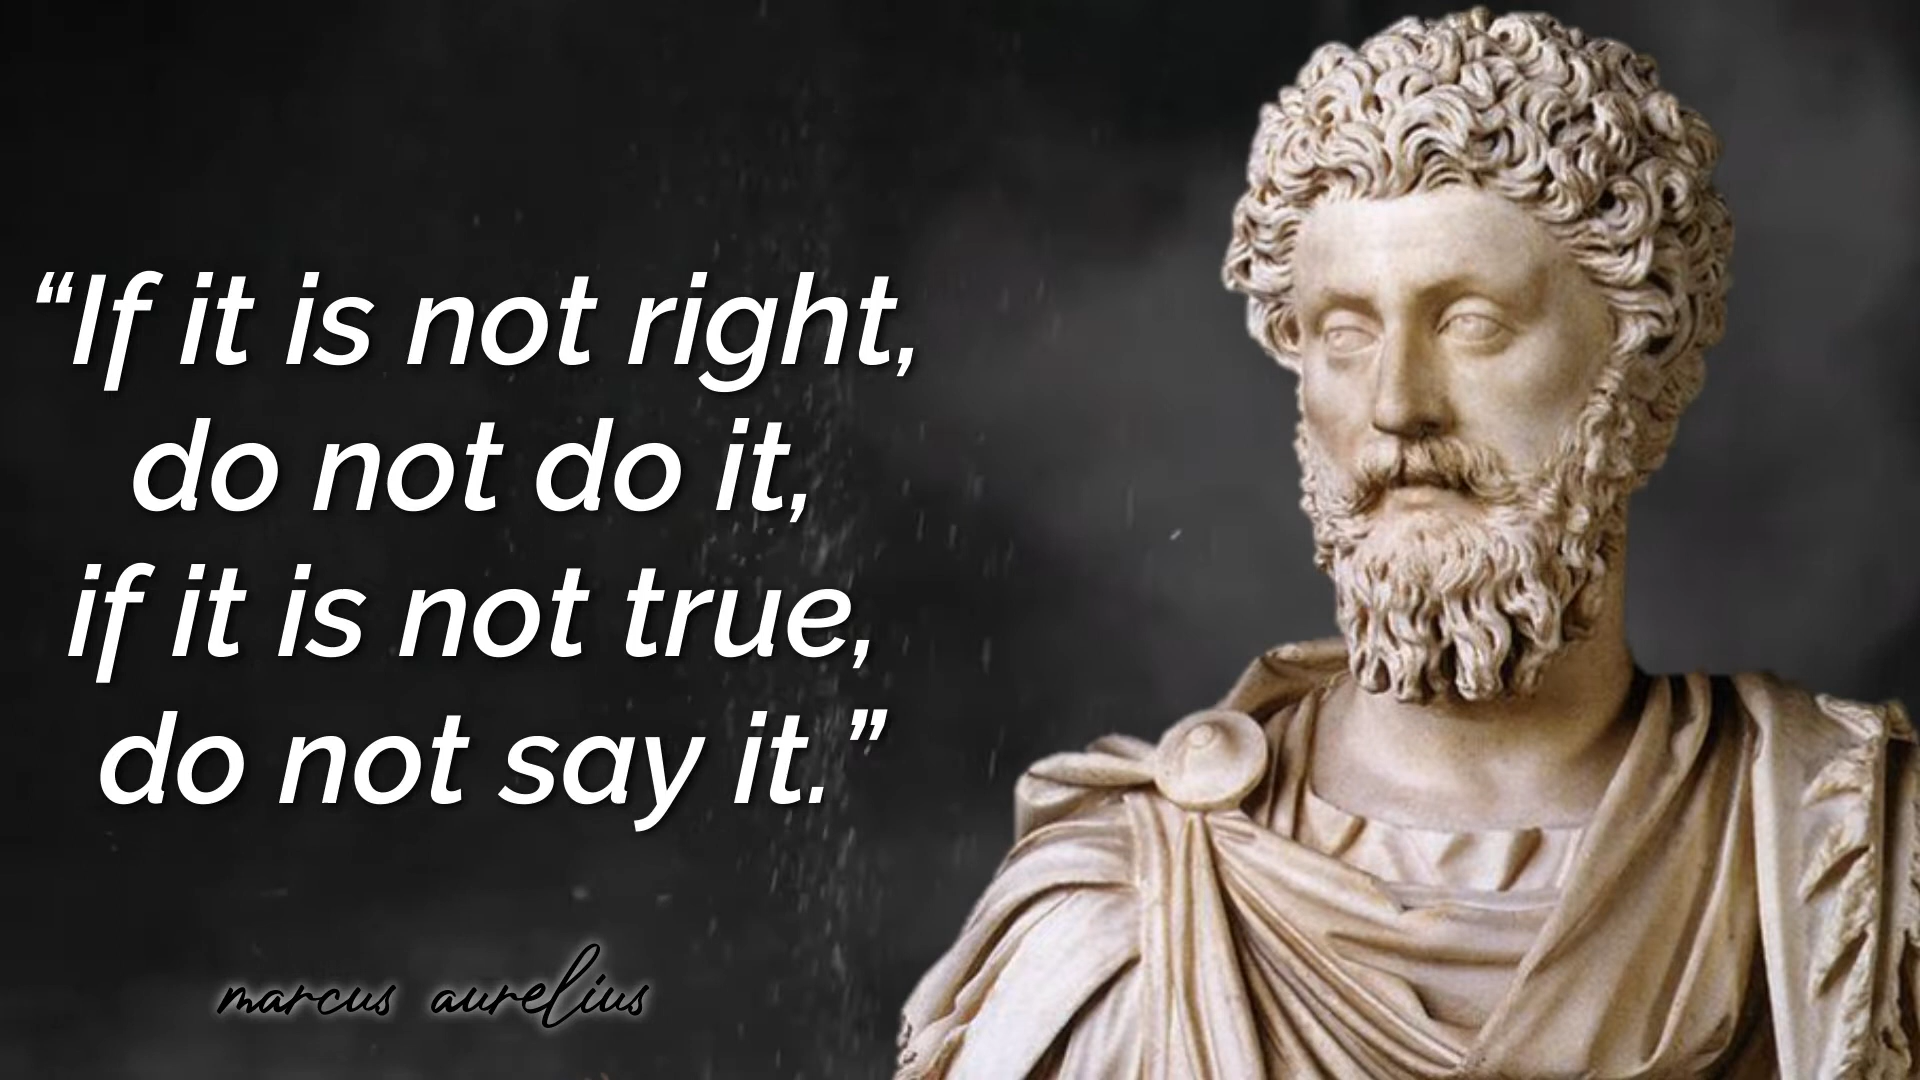 “If it is not right,
do not do it,
if it is not true,
do not say it.”
marcus aurelius